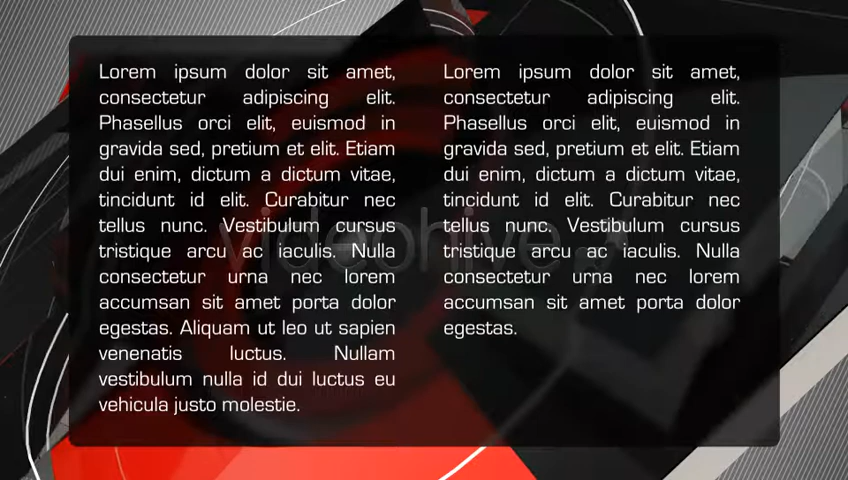 Lorem ipsum dolor sit amet,
consectetur adipiscing elit.
Phasellus orci elit, euismod in
gravida sed, pretium et elit. Etiam
dui enim, dictum a dictum vitae,
tincidunt id elit. Curabitur nec
tellus nunc. Vestibulum cursus
tristique arcu ac iaculis. Nulla
consectetur urna nec lorem
accumsan sit amet porta dolor
egestas. Aliquam ut leo ut sapien
venenatis luctus. Nullam
vestibulum nulla id dui luctus eu
vehicula justo molestie.
Lorem ipsum dolor sit amet,
consectetur adipiscing elit.
Phasellus orci elit, euismod in
gravida sed, pretium et elit. Etiam
dui enim, dictum a dictum vitae,
tincidunt id elit. Curabitur nec
tellus nunc. Vestibulum cursus
tristique arcu ac iaculis. Nulla
consectetur urna nec lorem
accumsan sit amet porta dolor
egestas.
videohive